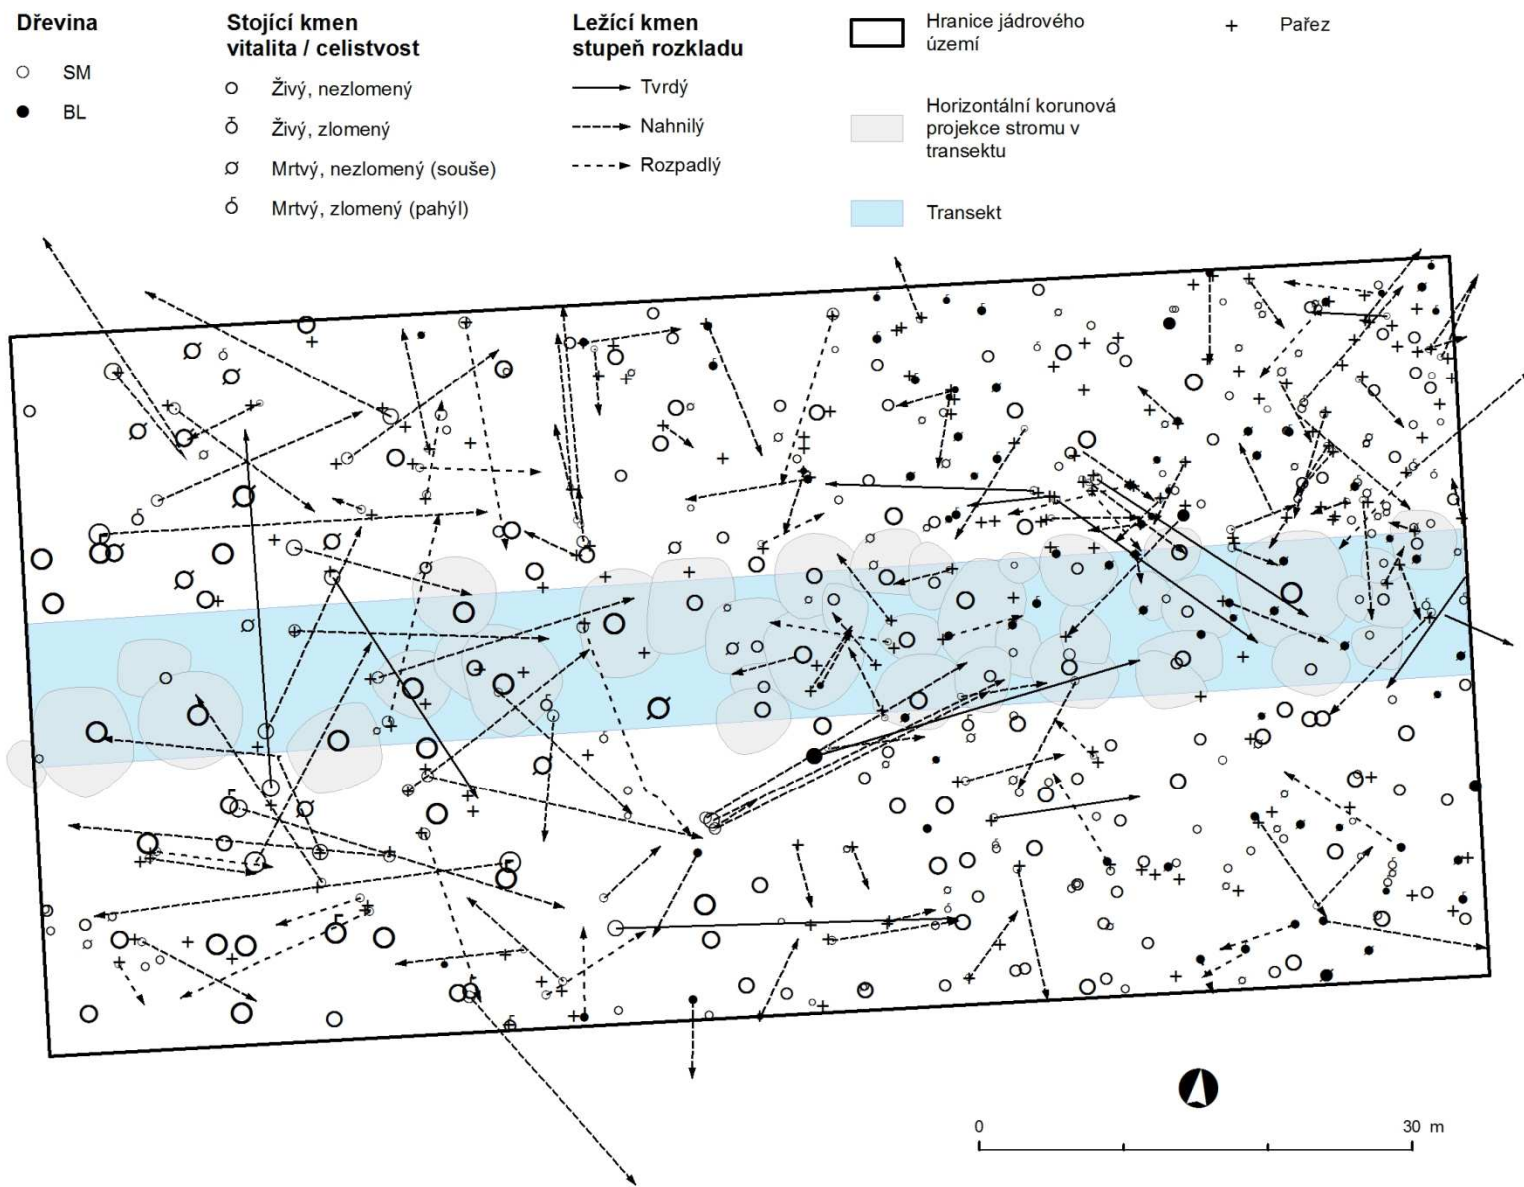 Dřevina
SM
BL
Stojící kmen
vitalita / celistvost
Živý, nezlomený
Živý, zlomený
Mrtvý, nezlomený (souše)
Mrtvý, zlomený (pahýl)
Ležící kmen
stupeň rozkladu
Tvrdý
Nahnilý
Rozpadlý
Hranice jádrového
území
Horizontální korunová
projekce stromu v
transektu
Transekt
Pařez
0 30 m